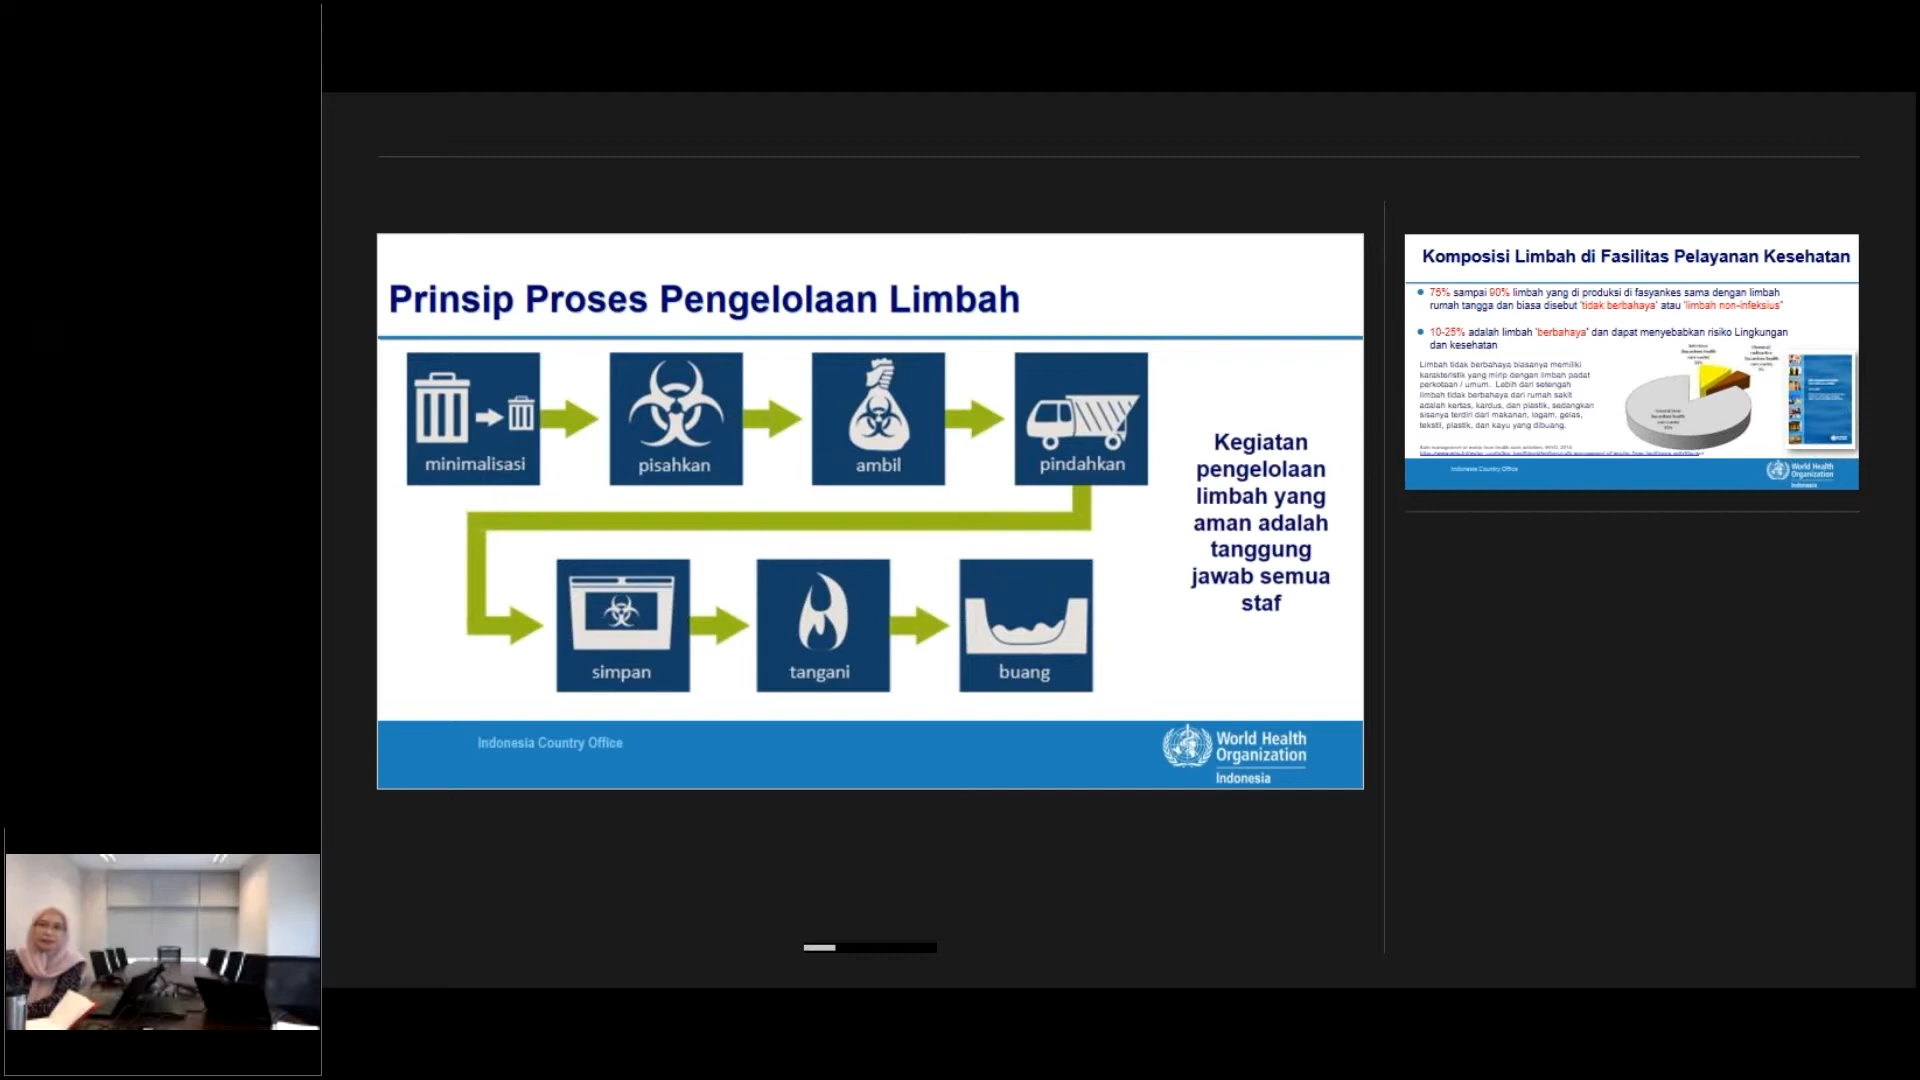 Prinsip Proses Pengelolaan Limbah
minimalisasi
pisahkan
ambil
pindahkan
simpan
tangani
buang
Kegiatan
pengelolaan
limbah yang
aman adalah
tanggung
jawab semua
staf
Indonesia Country Office
World Health
Organization
Indonesia
Komposisi Limbah di Fasilitas Pelayanan Kesehatan
75% sampai 90% limbah yang di produksi di fasyankes sama dengan limbah
rumah tangga dan biasa disebut 'tidak berbahaya' atau 'limbah non-infeksius"
10-25% adalah limbah 'berbahaya' dan dapat menyebabkan risiko Lingkungan
dan kesehatan
Limbah tidak berbahaya biasanya memiliki
karakteristik yang mirip dengan limbah padat
perkotaan / umum. Lebih dari setengah
limbah tidak berbahaya dari rumah sakit
adalah kertas, kardus, dan plastik, sedangkan
sisanya terdiri dari makanan, logam, gelas,
tekstil, plastik, dan kayu yang dibuang.
Indonesia Country Office
World Health
Organization
Indonesia